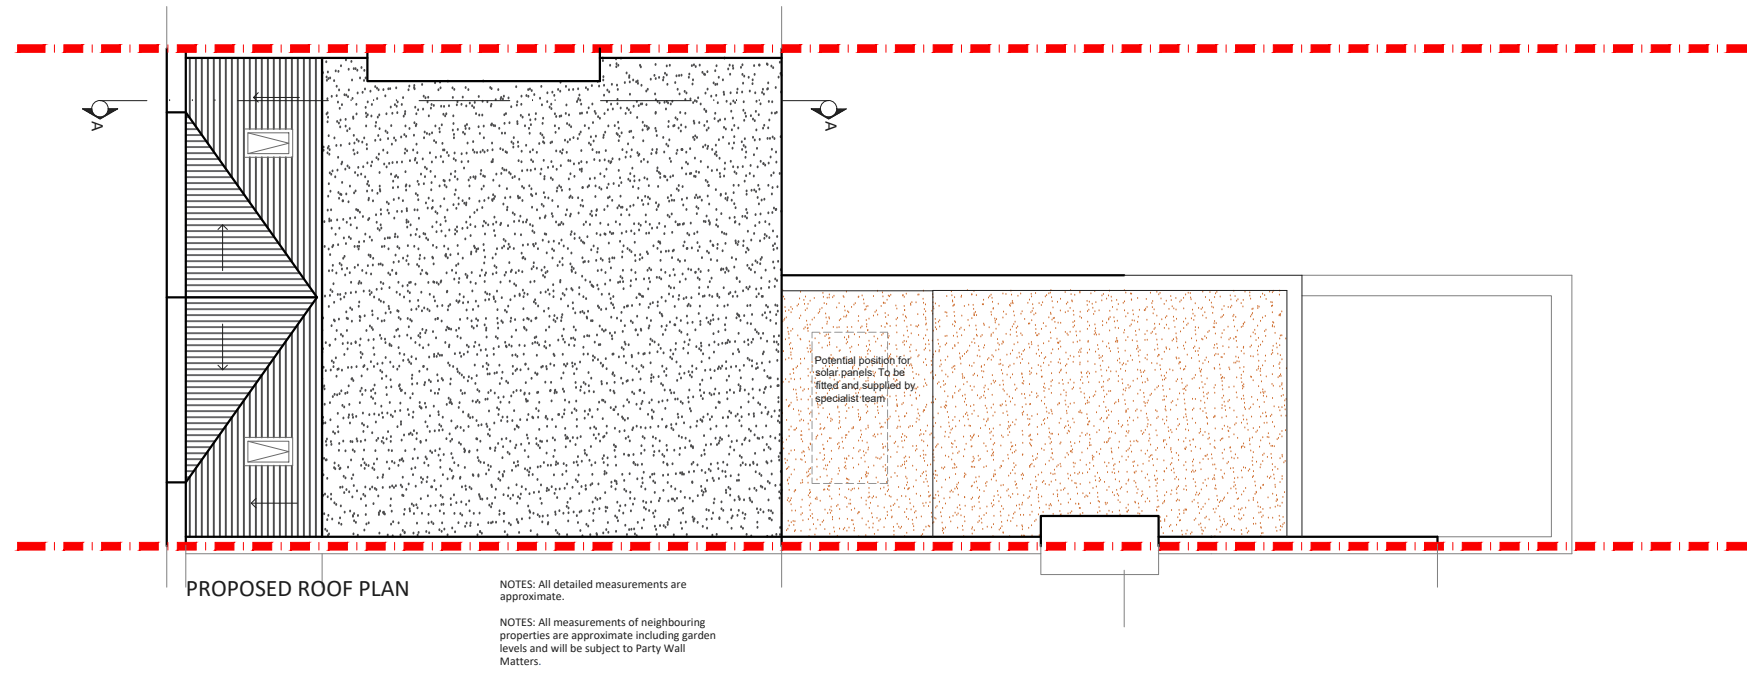 A
A
Potential position for
solar panels. To be
fitted and supplied by
specialist team
PROPOSED ROOF PLAN
NOTES: All detailed measurements are
approximate.
NOTES: All measurements of neighbouring
properties are approximate including garden
levels and will be subject to Party Wall
Matters.